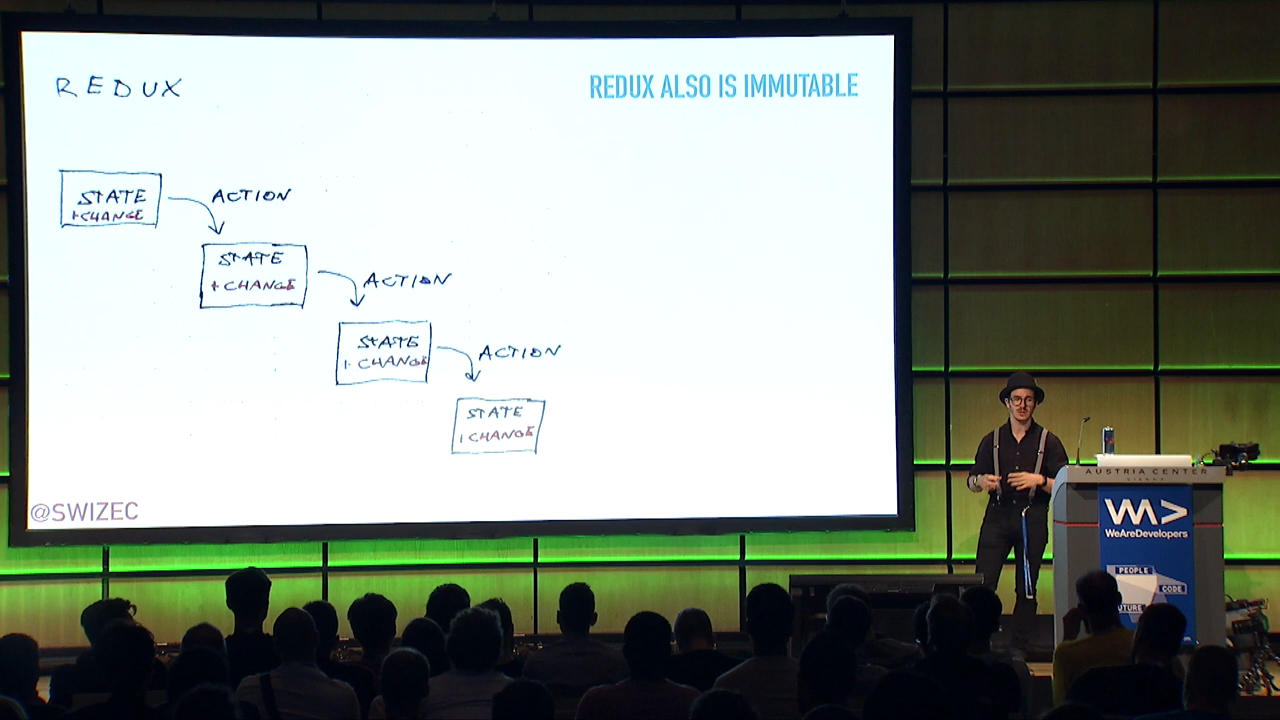 REDUX
REDUX ALSO IS IMMUTABLE
STATE
+CHANGE
ACTION
STATE
+ CHANGE
ACTION
STATE
+ CHANGE
ACTION
STATE
+ CHANGE
@SWIZEC
AUSTRIA CENTER
VIENNA
WeAreDevelopers
PEOPLE
CODE